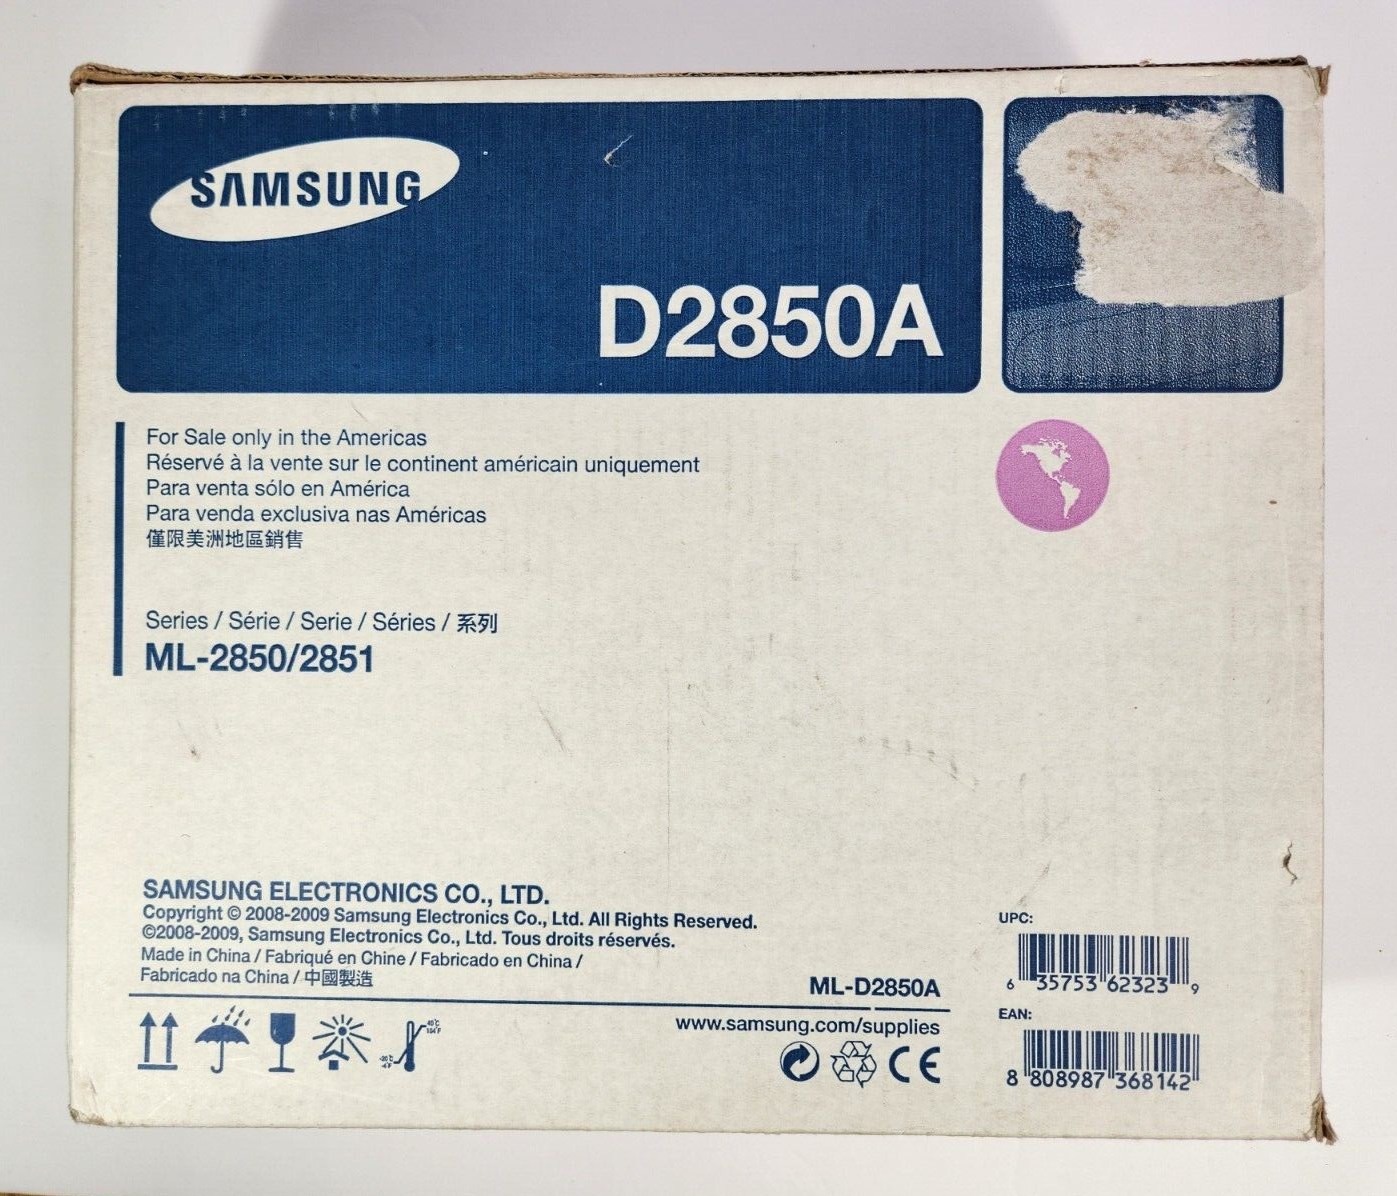 SAMSUNG
D2850A
For Sale only in the Americas
Réservé à la vente sur le continent américain uniquement
Para venta sólo en América
Para venda exclusiva nas Américas
僅限美洲地區銷售
Series / Série / Serie / Séries / 系列
ML-2850/2851
SAMSUNG ELECTRONICS CO., LTD.
Copyright © 2008-2009 Samsung Electronics Co., Ltd. All Rights Reserved.
©2008-2009, Samsung Electronics Co., Ltd. Tous droits réservés.
Made in China / Fabriqué en Chine / Fabricado en China /
Fabricado na China / 中國製造
ML-D2850A
www.samsung.com/supplies
40°C
104°F
-20°C
-4°F
CE
UPC:
6 35753 62323 9
EAN:
8 808987 368142